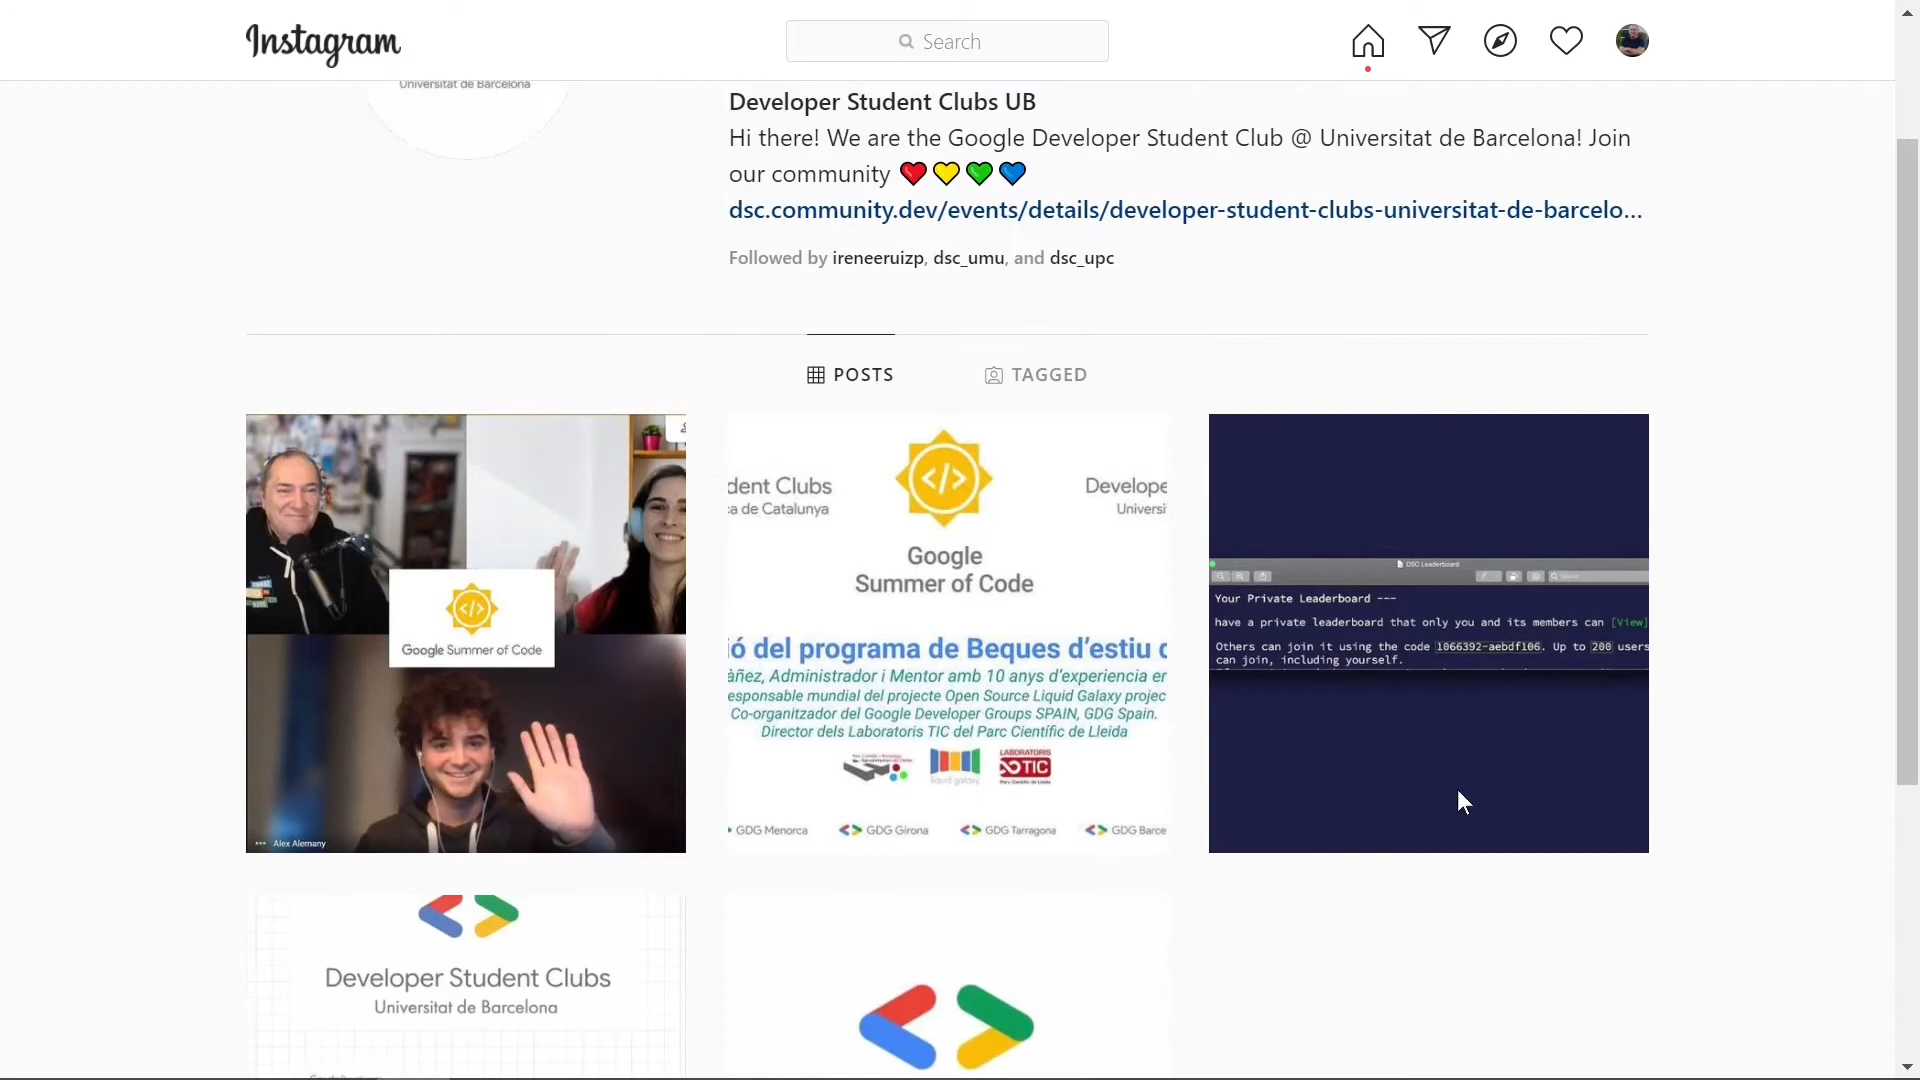 Instagram
Search
Universitat de Barcelona
Developer Student Clubs UB
Hi there! We are the Google Developer Student Club @ Universitat de Barcelona! Join
our community
dsc.community.dev/events/details/developer-student-clubs-universitat-de-barcelo...
Followed by ireneeruizp, dsc_umu, and dsc_upc
POSTS
TAGGED
Google Summer of Code
Alex Alemany
dent Clubs
ca de Catalunya
Google
Summer of Code
Develope
Universi
ó del programa de Beques d'estiu d
àñez, Administrador i Mentor amb 10 anys d'experiencia en
esponsable mundial del projecte Open Source Liquid Galaxy projec
Co-organitzador del Google Developer Groups SPAIN, GDG Spain.
Director dels Laboratoris TIC del Parc Científic de Lleida
liquid galaxy
LABORATORIS
TIC
GDG Menorca
GDG Girona
GDG Tarragona
GDG Barce
DSC Leaderboard
Your Private Leaderboard ---
have a private leaderboard that only you and its members can [View]
Others can join it using the code 1066392-aebdf106. Up to 200 users
can join, including yourself.
Developer Student Clubs
Universitat de Barcelona